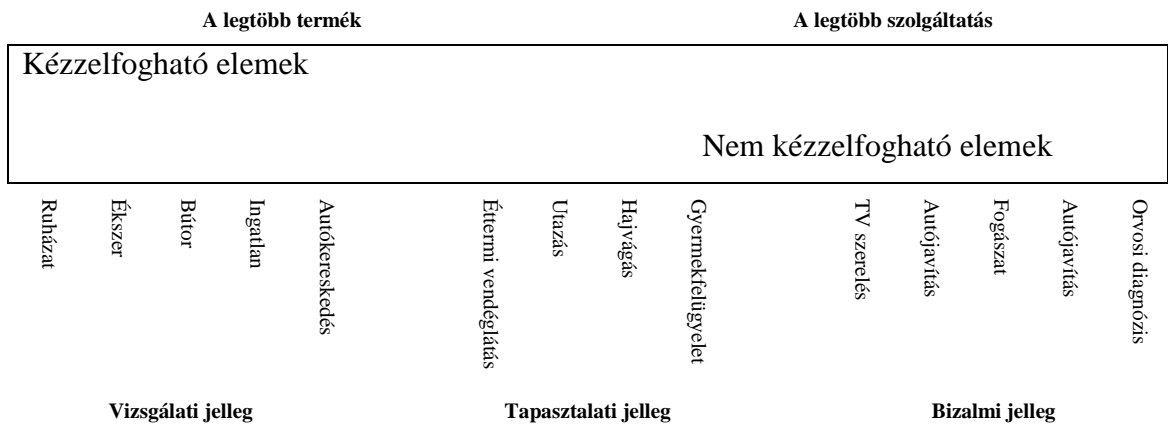 A legtöbb termék
A legtöbb szolgáltatás
Kézzelfogható elemek
Nem kézzelfogható elemek
Ruházat
Ékszer
Bútor
Ingatlan
Autókereskedés
Éttermi vendéglátás
Utazás
Hajvágás
Gyermekfelügyelet
TV szerelés
Autójavítás
Fogászat
Autójavítás
Orvosi diagnózis
Vizsgálati jelleg
Tapasztalati jelleg
Bizalmi jelleg